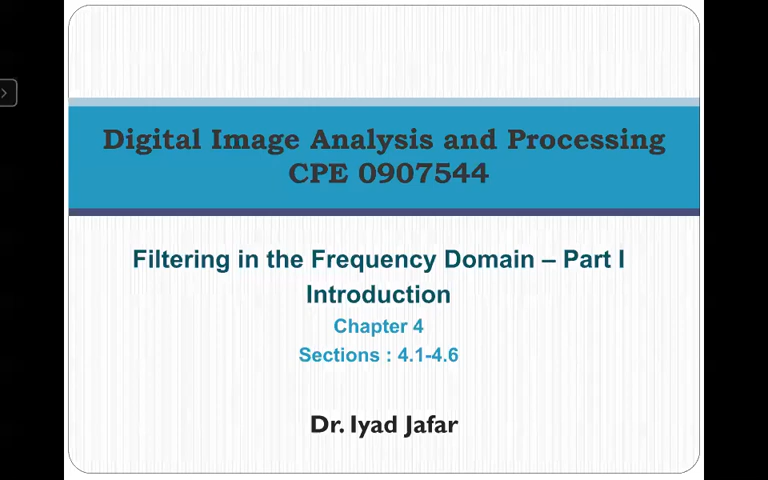 Digital Image Analysis and Processing
CPE 0907544
Filtering in the Frequency Domain – Part I
Introduction
Chapter 4
Sections : 4.1-4.6
Dr. Iyad Jafar